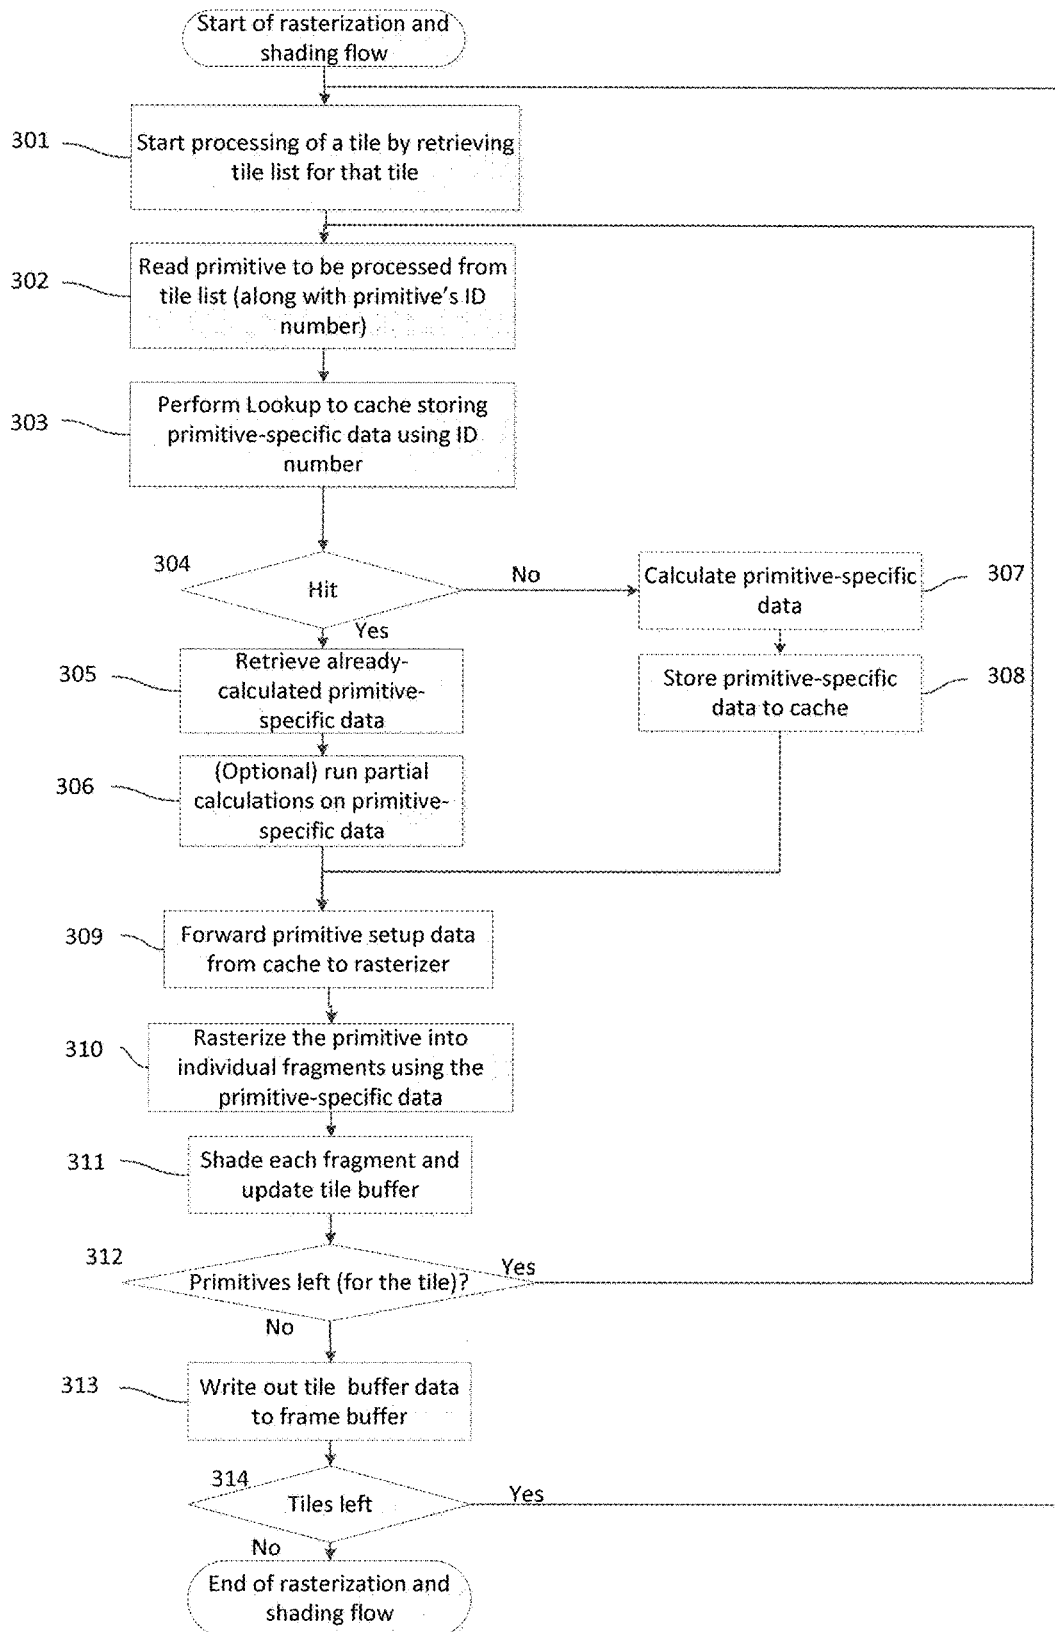 Start of rasterization and
shading flow
301
Start processing of a tile by retrieving
tile list for that tile
302
Read primitive to be processed from
tile list (along with primitive's ID
number)
303
Perform Lookup to cache storing
primitive-specific data using ID
number
304
Hit
No
Yes
307
Calculate primitive-specific
data
305
Retrieve already-
calculated primitive-
specific data
308
Store primitive-specific
data to cache
306
(Optional) run partial
calculations on primitive-
specific data
309
Forward primitive setup data
from cache to rasterizer
310
Rasterize the primitive into
individual fragments using the
primitive-specific data
311
Shade each fragment and
update tile buffer
312
Primitives left (for the tile)?
Yes
No
313
Write out tile buffer data
to frame buffer
314
Tiles left
Yes
No
End of rasterization and
shading flow